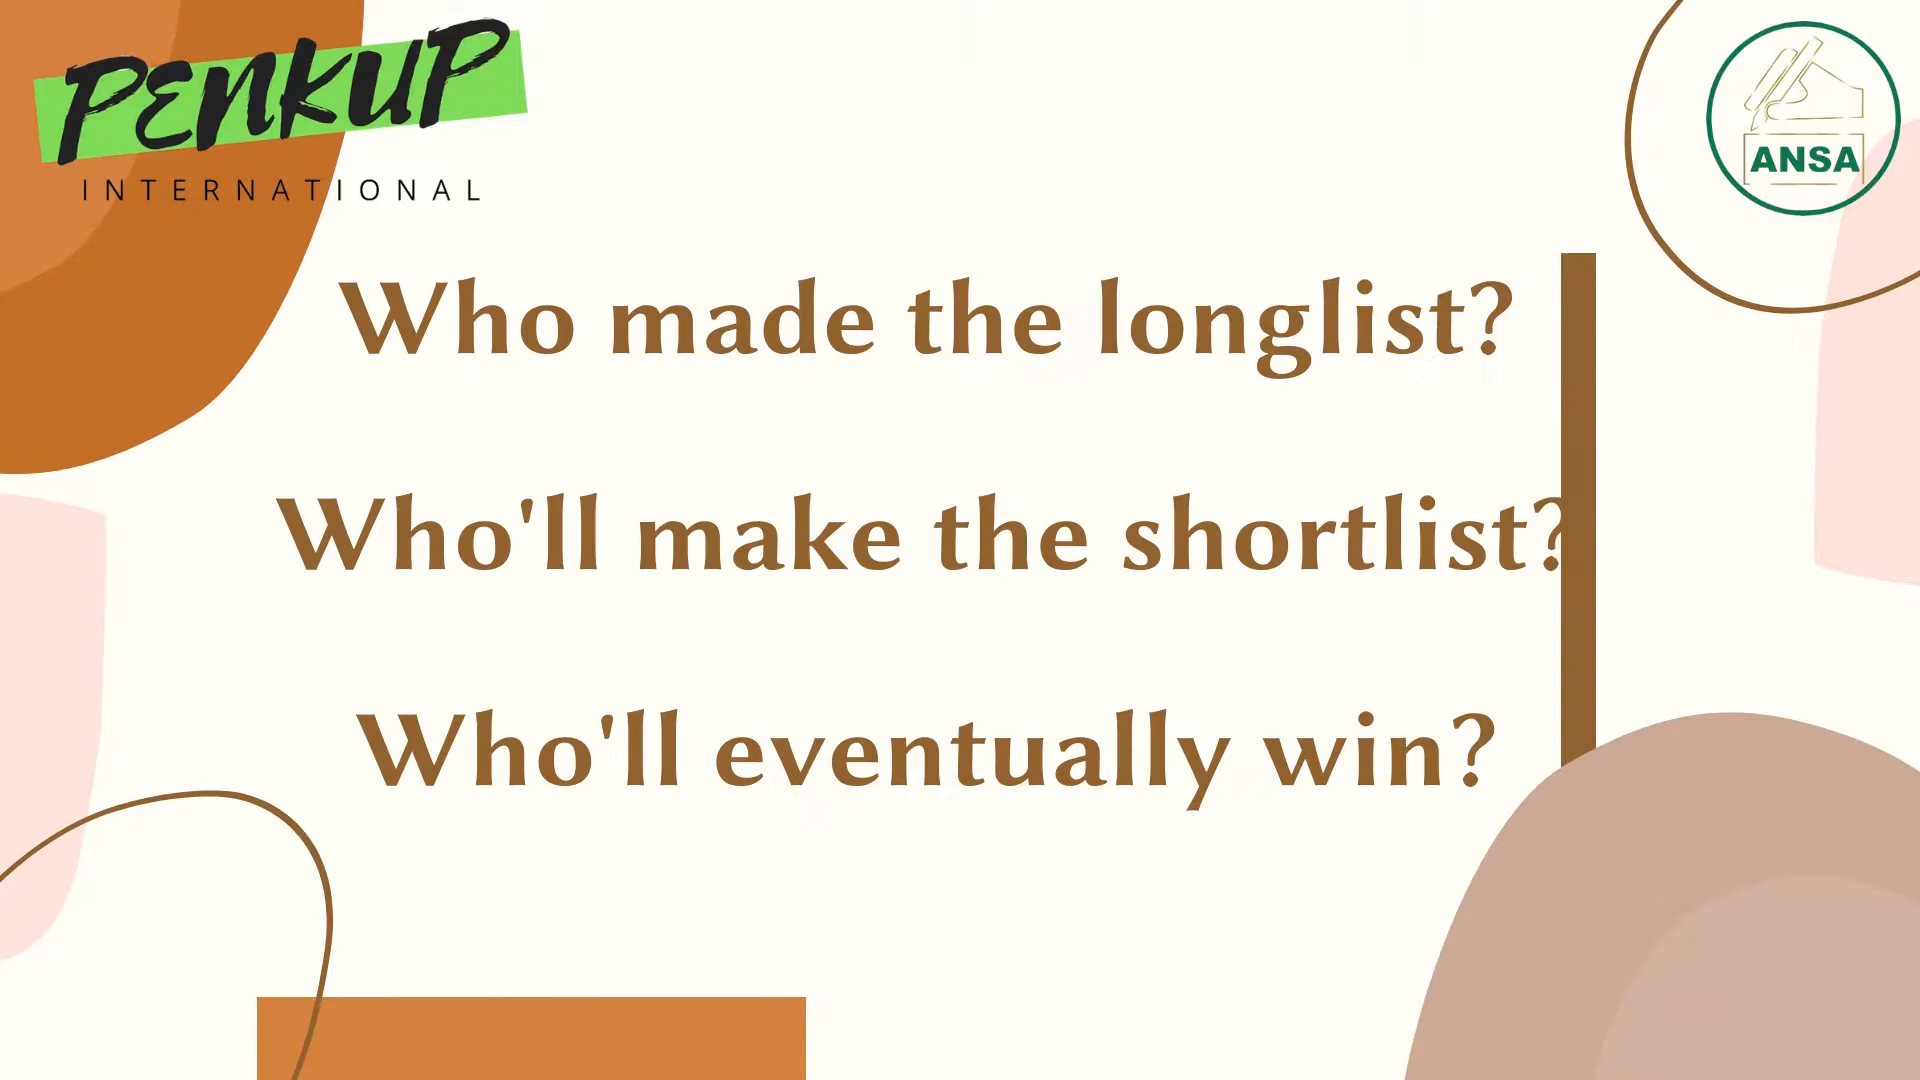 PENKUP
INTERNATIONAL
ANSA
Who made the longlist?
Who'll make the shortlist?
Who'll eventually win?